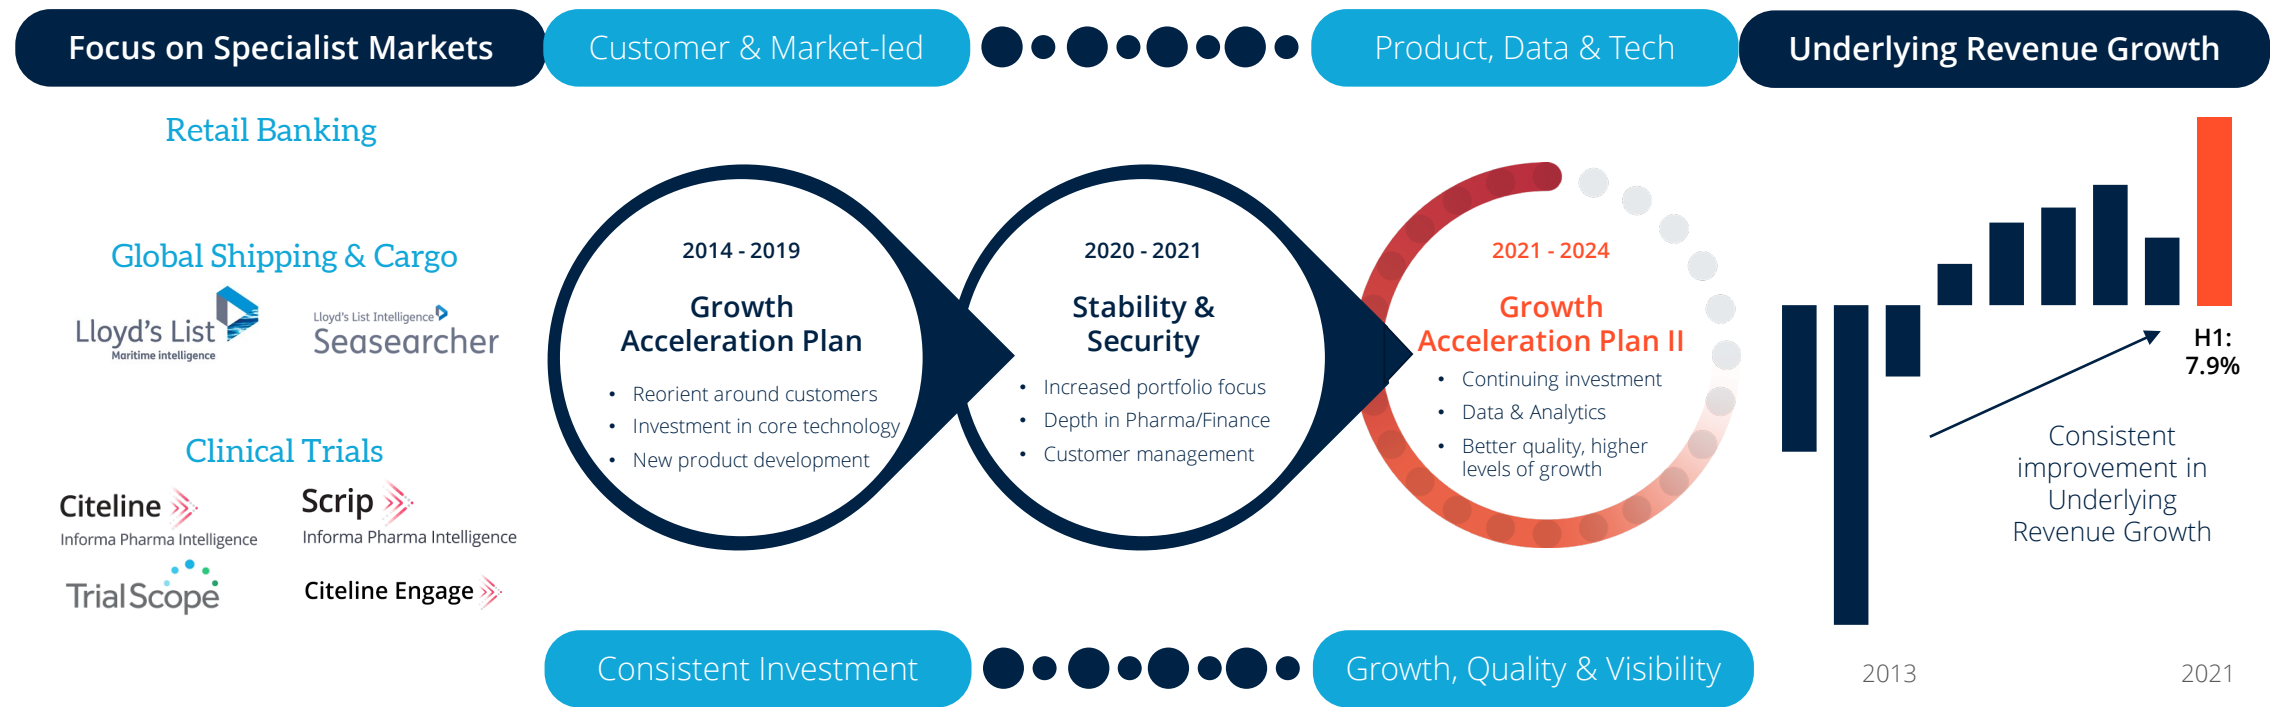 Focus on Specialist Markets
Customer & Market-led
Product, Data & Tech
Underlying Revenue Growth
Retail Banking
Global Shipping & Cargo
Lloyd's List
Maritime intelligence
Lloyd's List Intelligence
Seasearcher
Clinical Trials
Citeline
Informa Pharma Intelligence
Scrip
Informa Pharma Intelligence
TrialScope
Citeline Engage
2014 - 2019
Growth
Acceleration Plan
• Reorient around customers
• Investment in core technology
• New product development
2020 - 2021
Stability &
Security
• Increased portfolio focus
• Depth in Pharma/Finance
• Customer management
2021 - 2024
Growth
Acceleration Plan II
• Continuing investment
• Data & Analytics
• Better quality, higher
levels of growth
H1:
7.9%
Consistent
improvement in
Underlying
Revenue Growth
2013
2021
Consistent Investment
Growth, Quality & Visibility